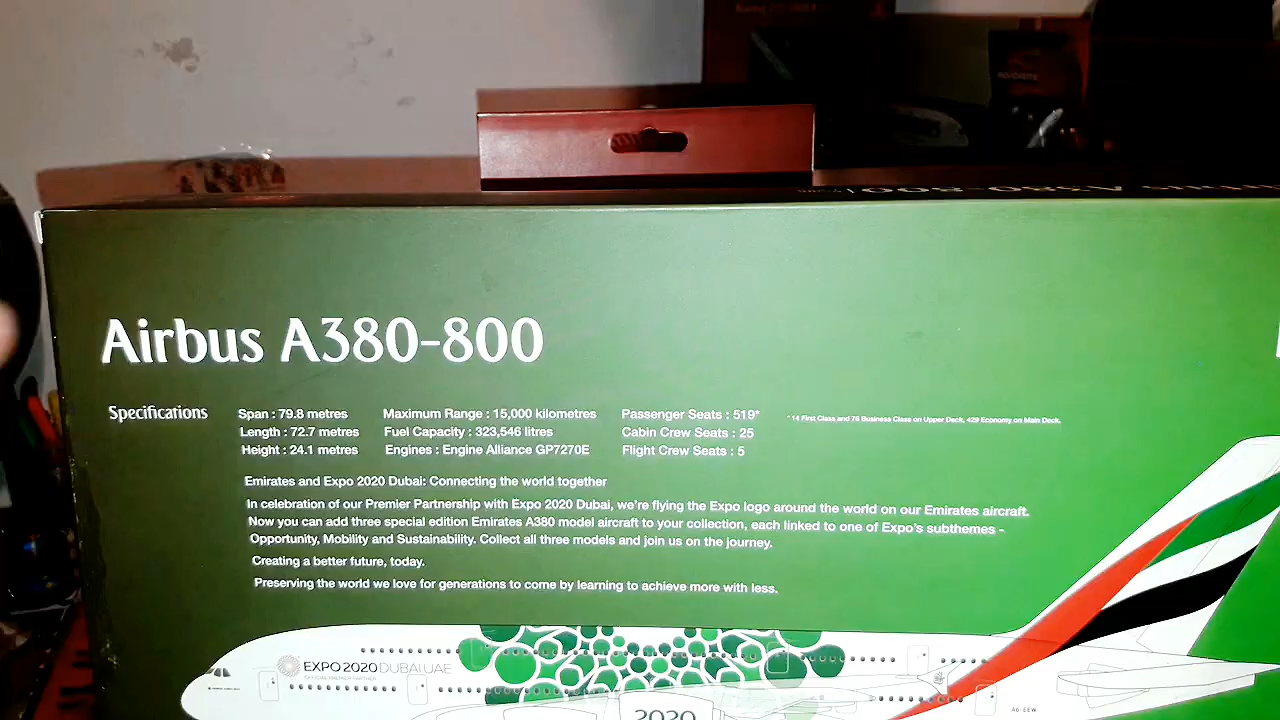 A380-800
Airbus A380-800
Specifications
Span : 79.8 metres
Length : 72.7 metres
Height : 24.1 metres
Maximum Range : 15,000 kilometres
Fuel Capacity : 323,546 litres
Engines : Engine Alliance GP7270E
Passenger Seats : 519*
Cabin Crew Seats : 25
Flight Crew Seats : 5
* 14 First Class and 76 Business Class on Upper Deck, 429 Economy on Main Deck.
Emirates and Expo 2020 Dubai: Connecting the world together
In celebration of our Premier Partnership with Expo 2020 Dubai, we're flying the Expo logo around the world on our Emirates aircraft.
Now you can add three special edition Emirates A380 model aircraft to your collection, each linked to one of Expo's subthemes -
Opportunity, Mobility and Sustainability. Collect all three models and join us on the journey.
Creating a better future, today.
Preserving the world we love for generations to come by learning to achieve more with less.
EXPO 2020 DUBAI UAE
OFFICIAL PREMIER PARTNER
A6-EEW
2020